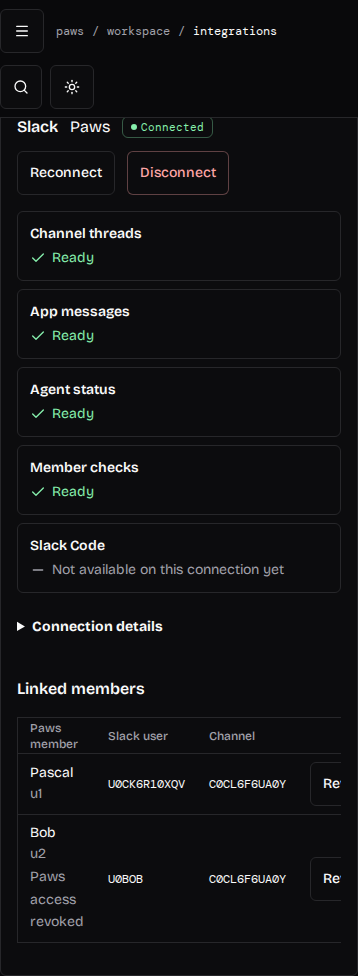 paws / workspace / integrations
Slack Paws Connected
Reconnect Disconnect
Channel threads
Ready
App messages
Ready
Agent status
Ready
Member checks
Ready
Slack Code
— Not available on this connection yet
Connection details
Linked members
Paws member Slack user Channel
Pascal
u1 U0CK6R10XQV C0CL6F6UA0Y
Bob
u2
Paws
access
revoked
U0BOB C0CL6F6UA0Y